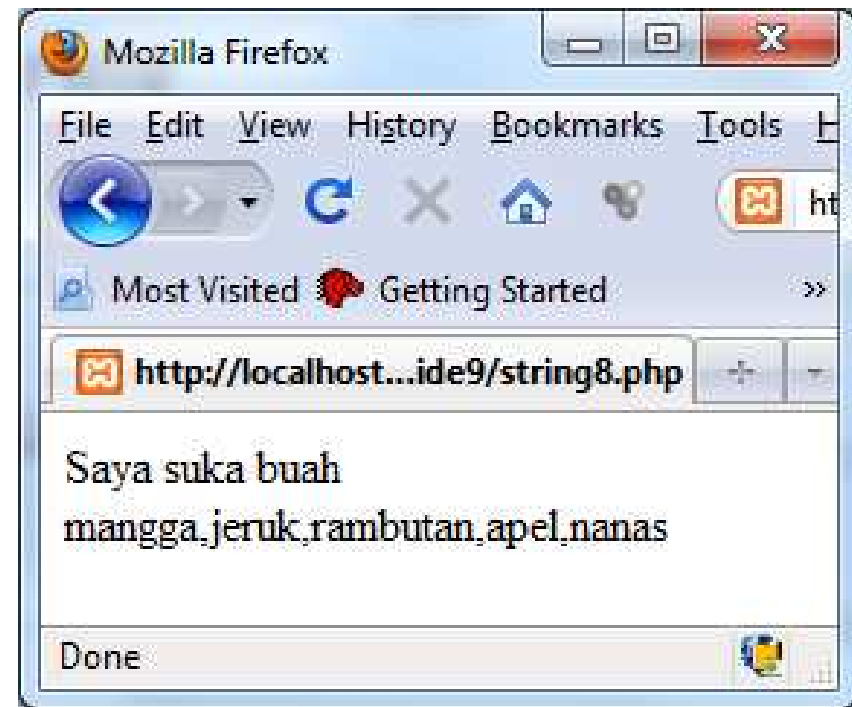 Mozilla Firefox
File Edit View History Bookmarks Tools H
ht
Most Visited Getting Started »
http://localhost...ide9/string8.php
Saya suka buah
mangga,jeruk,rambutan,apel,nanas
Done